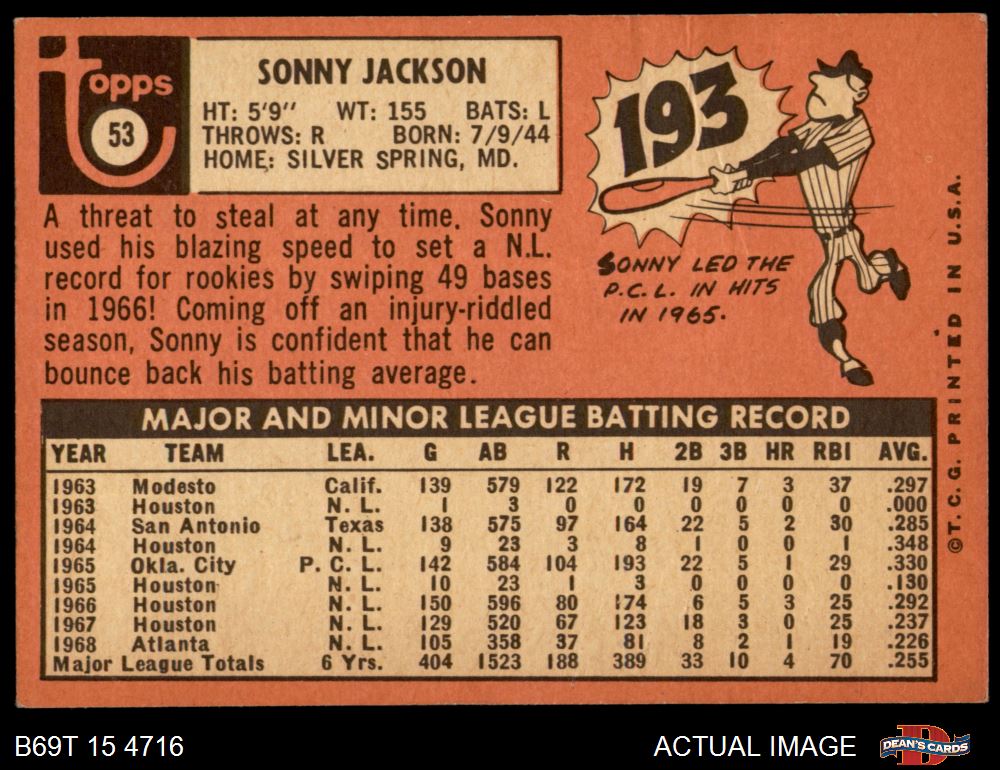 Topps
53
SONNY JACKSON
HT: 5'9" WT: 155 BATS: L
THROWS: R BORN: 7/9/44
HOME: SILVER SPRING, MD.
A threat to steal at any time, Sonny
used his blazing speed to set a N.L.
record for rookies by swiping 49 bases
in 1966! Coming off an injury-riddled
season, Sonny is confident that he can
bounce back his batting average.
193
SONNY LED THE
P.C.L. IN HITS
IN 1965.
©T.C.G. PRINTED IN U.S.A.
MAJOR AND MINOR LEAGUE BATTING RECORD
YEAR TEAM LEA. G AB R H 2B 3B HR RBI AVG.
1963 Modesto Calif. 139 579 122 172 19 7 3 37 .297
1963 Houston N. L. 1 3 0 0 0 0 0 0 .000
1964 San Antonio Texas 138 575 97 164 22 5 2 30 .285
1964 Houston N. L. 9 23 3 8 1 0 0 1 .348
1965 Okla. City P. C. L. 142 584 104 193 22 5 1 29 .330
1965 Houston N. L. 10 23 1 3 0 0 0 0 .130
1966 Houston N. L. 150 596 80 174 6 5 3 25 .292
1967 Houston N. L. 129 520 67 123 18 3 0 25 .237
1968 Atlanta N. L. 105 358 37 81 8 2 1 19 .226
Major League Totals 6 Yrs. 404 1523 188 389 33 10 4 70 .255
B69T 15 4716
ACTUAL IMAGE
D
DEAN'S CARDS